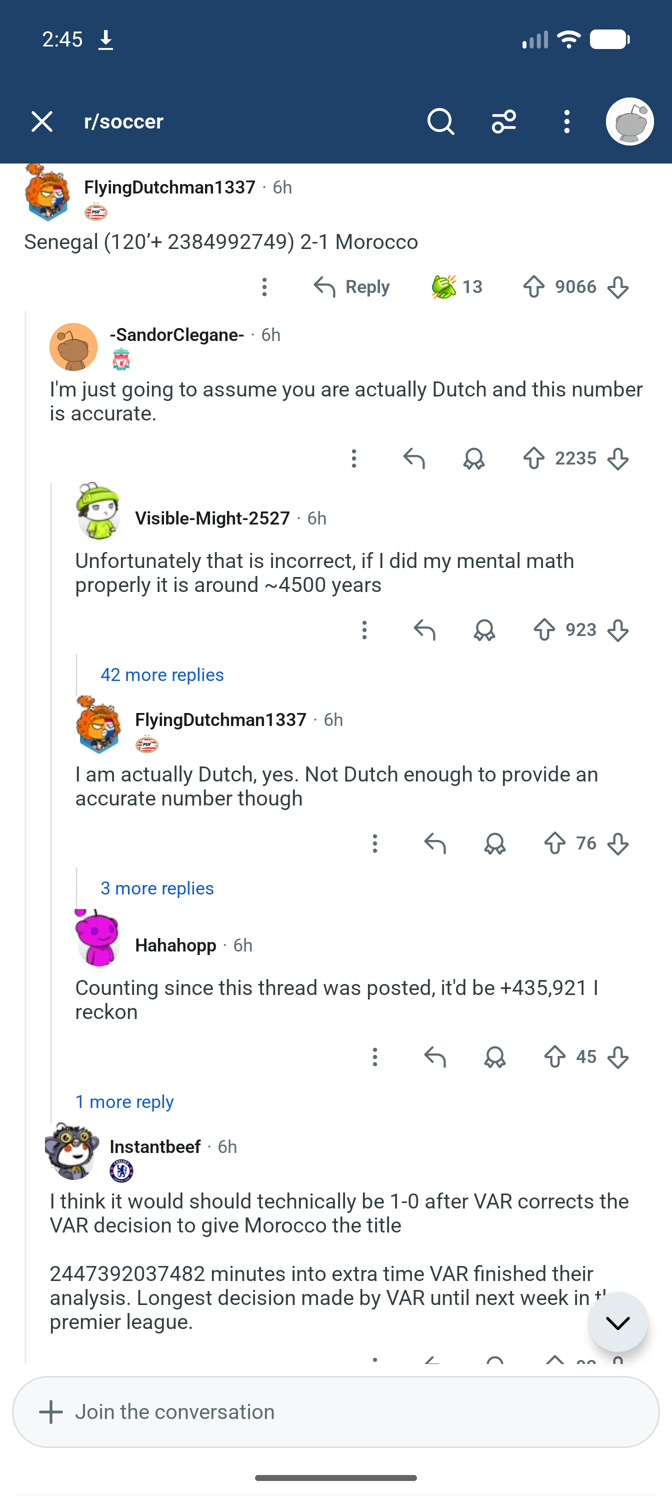 2:45
r/soccer
FlyingDutchman1337 · 6h
PSV
Senegal (120’+ 2384992749) 2-1 Morocco
Reply 13 9066
-SandorClegane- · 6h
I'm just going to assume you are actually Dutch and this number
is accurate.
2235
Visible-Might-2527 · 6h
Unfortunately that is incorrect, if I did my mental math
properly it is around ~4500 years
923
42 more replies
FlyingDutchman1337 · 6h
PSV
I am actually Dutch, yes. Not Dutch enough to provide an
accurate number though
76
3 more replies
Hahahopp · 6h
Counting since this thread was posted, it'd be +435,921 I
reckon
45
1 more reply
Instantbeef · 6h
I think it would should technically be 1-0 after VAR corrects the
VAR decision to give Morocco the title
2447392037482 minutes into extra time VAR finished their
analysis. Longest decision made by VAR until next week in
premier league.
Join the conversation